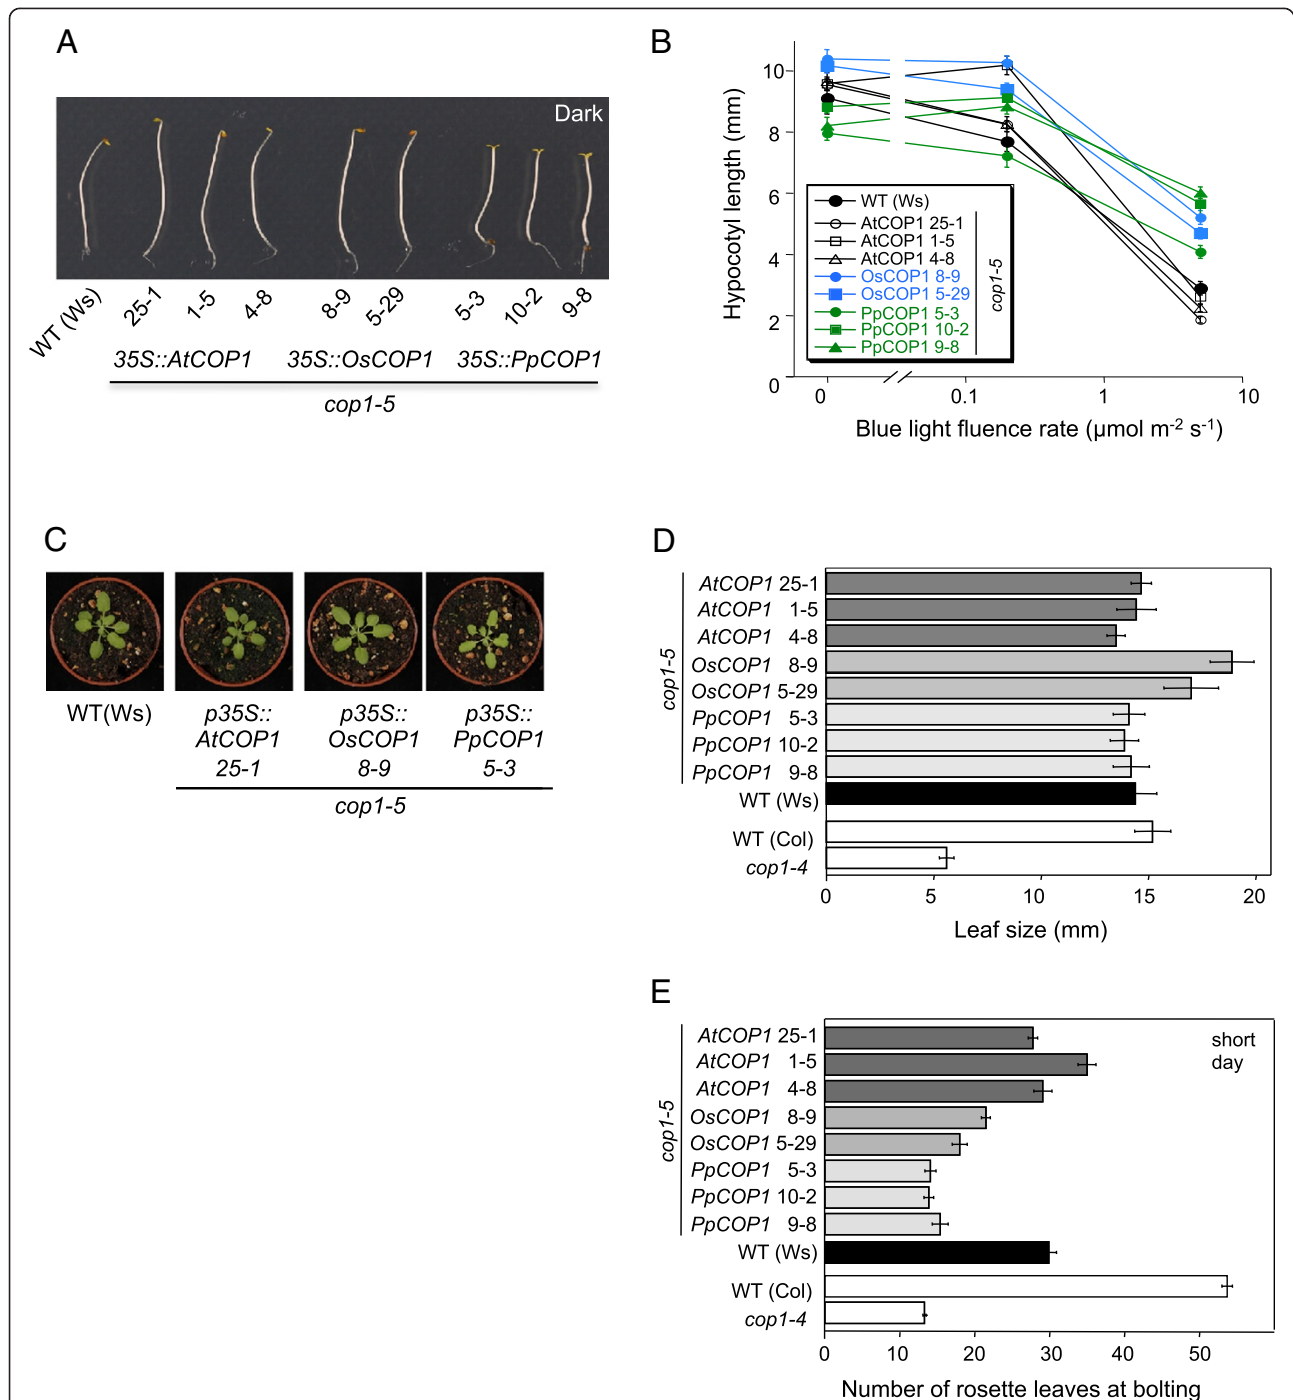 A
Dark
WT (Ws)
25-1
1-5
4-8
8-9
5-29
5-3
10-2
9-8
35S::AtCOP1
35S::OsCOP1
35S::PpCOP1
cop1-5
B
Hypocotyl length (mm)
10
8
6
4
2
0
WT (Ws)
AtCOP1 25-1
AtCOP1 1-5
AtCOP1 4-8
OsCOP1 8-9
OsCOP1 5-29
PpCOP1 5-3
PpCOP1 10-2
PpCOP1 9-8
cop1-5
0
0.1
1
10
Blue light fluence rate (µmol m-2 s-1)
C
WT(Ws)
p35S::
AtCOP1
25-1
p35S::
OsCOP1
8-9
p35S::
PpCOP1
5-3
cop1-5
D
cop1-5
AtCOP1 25-1
AtCOP1 1-5
AtCOP1 4-8
OsCOP1 8-9
OsCOP1 5-29
PpCOP1 5-3
PpCOP1 10-2
PpCOP1 9-8
WT (Ws)
WT (Col)
cop1-4
0
5
10
15
20
Leaf size (mm)
E
short
day
cop1-5
AtCOP1 25-1
AtCOP1 1-5
AtCOP1 4-8
OsCOP1 8-9
OsCOP1 5-29
PpCOP1 5-3
PpCOP1 10-2
PpCOP1 9-8
WT (Ws)
WT (Col)
cop1-4
0
10
20
30
40
50
Number of rosette leaves at bolting